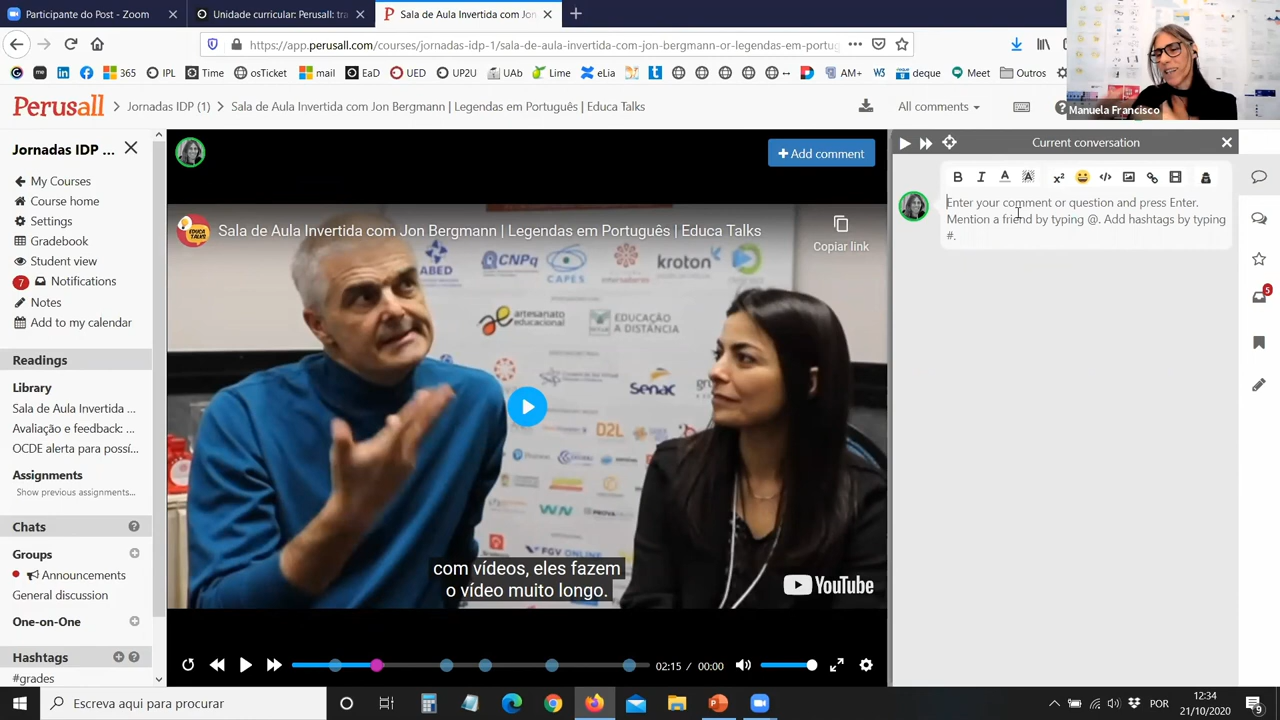 Participante do Post - Zoom
Unidade curricular: Perusall: tra
Sala de Aula Invertida com Jon
https://app.perusall.com/courses/jornadas-idp-1/sala-de-aula-invertida-com-jon-bergmann-or-legendas-em-portug
365
IPL
Time
osTicket
mail
EaD
UED
UP2U
UAb
Lime
eLia
AM+
W3
deque
Meet
Outros
Manuela Francisco
Perusall
Jornadas IDP (1)
Sala de Aula Invertida com Jon Bergmann | Legendas em Português | Educa Talks
All comments
Jornadas IDP ...
My Courses
Course home
Settings
Gradebook
Student view
7 Notifications
Notes
Add to my calendar
Readings
Library
Sala de Aula Invertida ...
Avaliação e feedback: ...
OCDE alerta para possí...
Assignments
Show previous assignments...
Chats
Groups
Announcements
General discussion
One-on-One
Hashtags
#grades
+ Add comment
EDUCA TALKS
Sala de Aula Invertida com Jon Bergmann | Legendas em Português | Educa Talks
Copiar link
ABED
CNPq
CAPES
kroton
artesanato educacional
EDUCAÇÃO A DISTÂNCIA
Senac
D2L
FGV ONLINE
com vídeos, eles fazem
o vídeo muito longo.
YouTube
02:15 / 00:00
Current conversation
Enter your comment or question and press Enter.
Mention a friend by typing @. Add hashtags by typing
#.
5
Escreva aqui para procurar
POR
12:34
21/10/2020
9